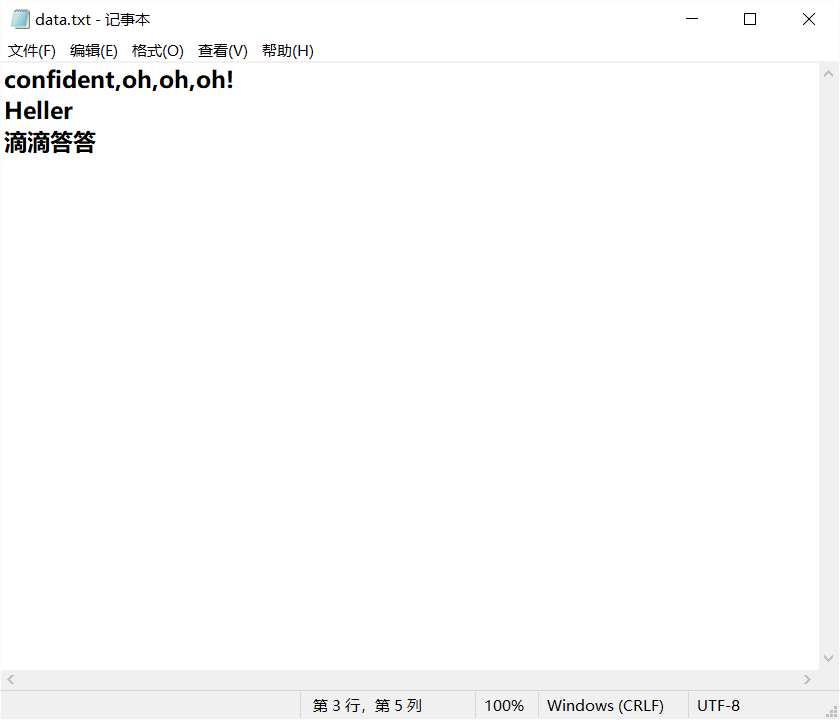 data.txt - 记事本
文件(F) 编辑(E) 格式(O) 查看(V) 帮助(H)
confident,oh,oh,oh!
Heller
滴滴答答
第 3 行，第 5 列 100% Windows (CRLF) UTF-8